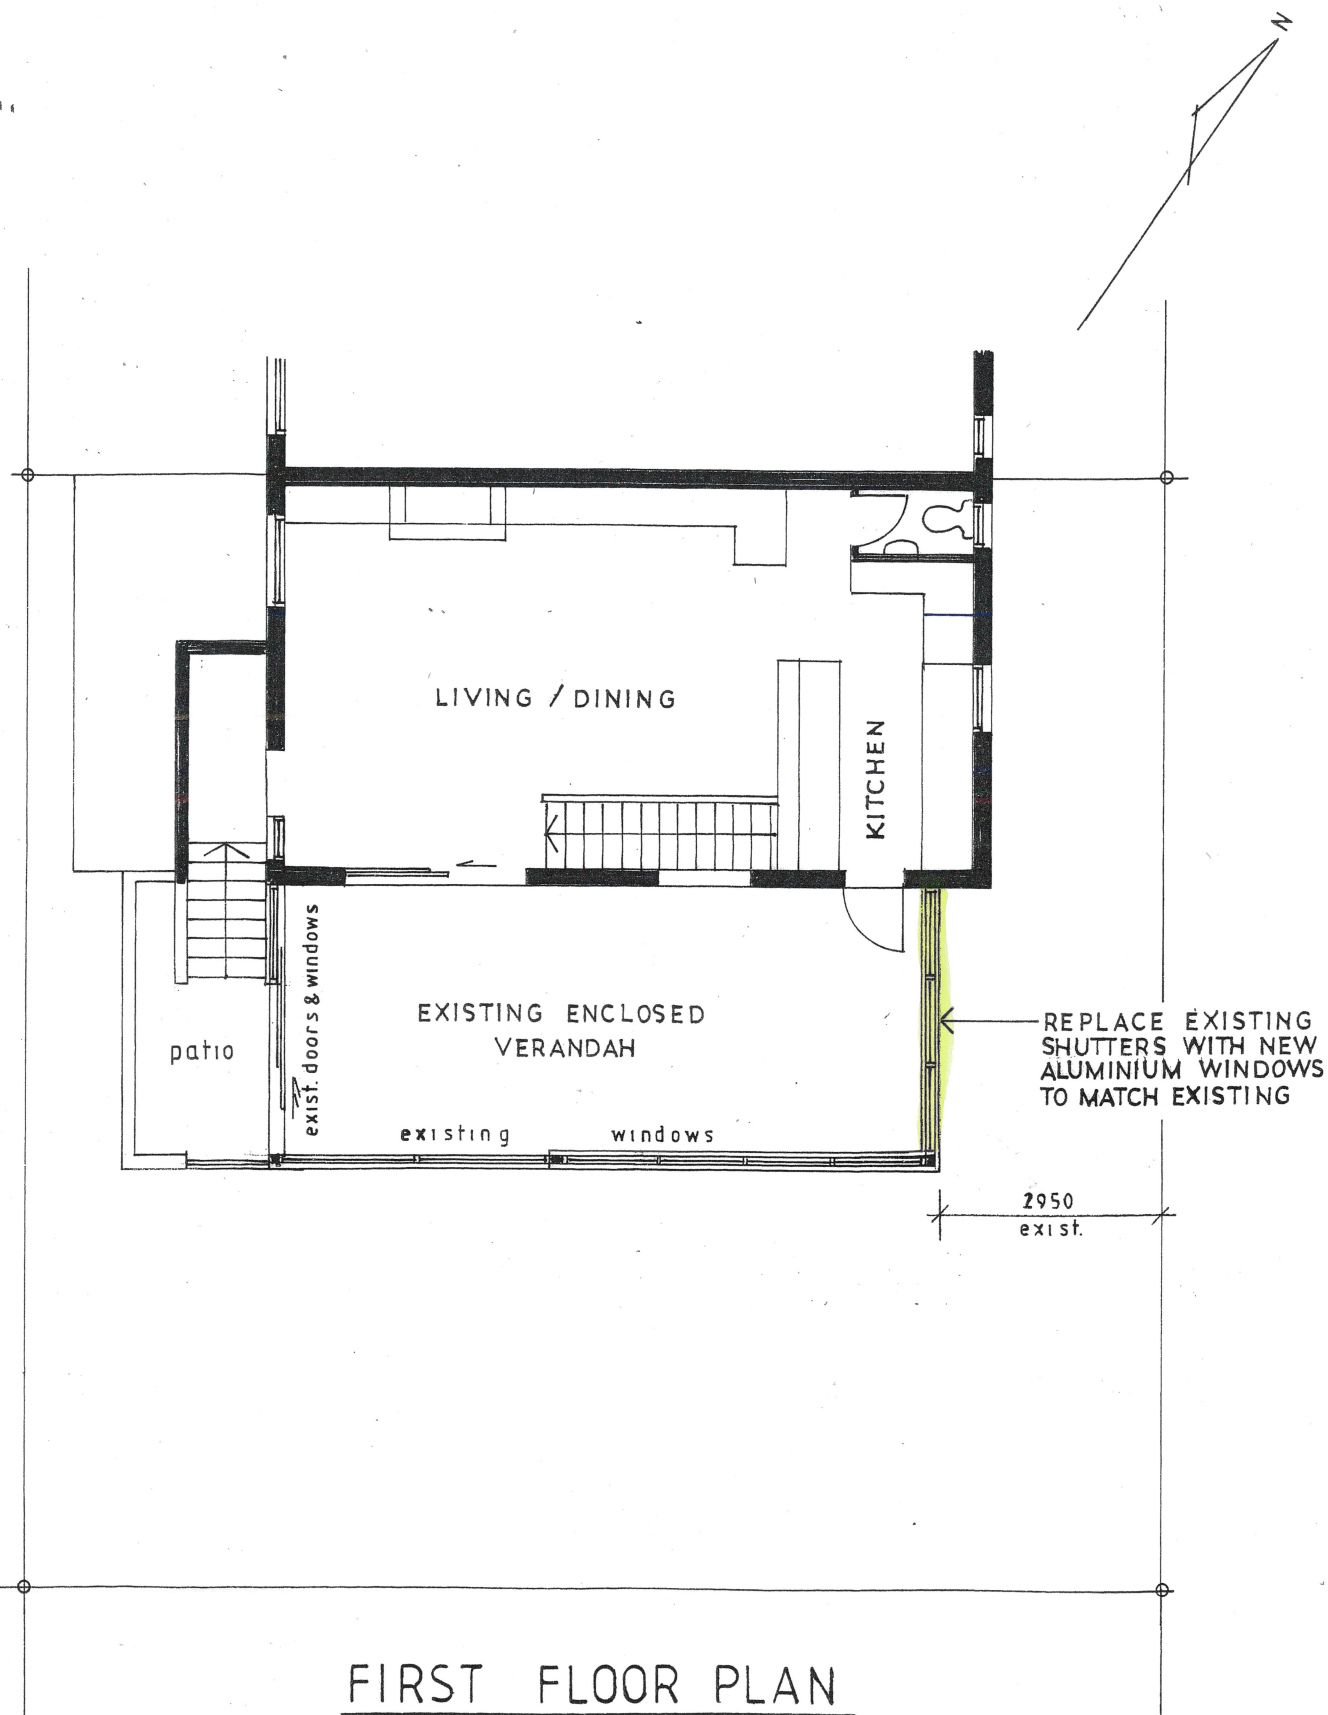 N
LIVING / DINING
KITCHEN
exist. doors & windows
EXISTING ENCLOSED
VERANDAH
patio
REPLACE EXISTING
SHUTTERS WITH NEW
ALUMINIUM WINDOWS
TO MATCH EXISTING
existing windows
2950
exist.
FIRST FLOOR PLAN